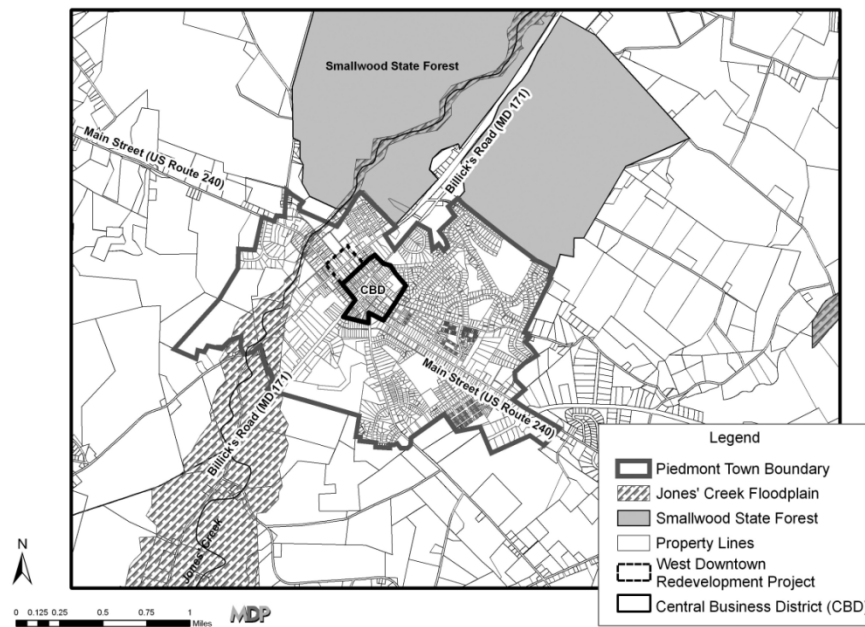 Smallwood State Forest
Main Street (US Route 240)
Billick's Road (MD 171)
CBD
Main Street (US Route 240)
Billick's Road (MD 171)
Jones' Creek
Legend
Piedmont Town Boundary
Jones' Creek Floodplain
Smallwood State Forest
Property Lines
West Downtown
Redevelopment Project
Central Business District (CBD)
N
0 0.125 0.25 0.5 0.75 1
Miles
MDP